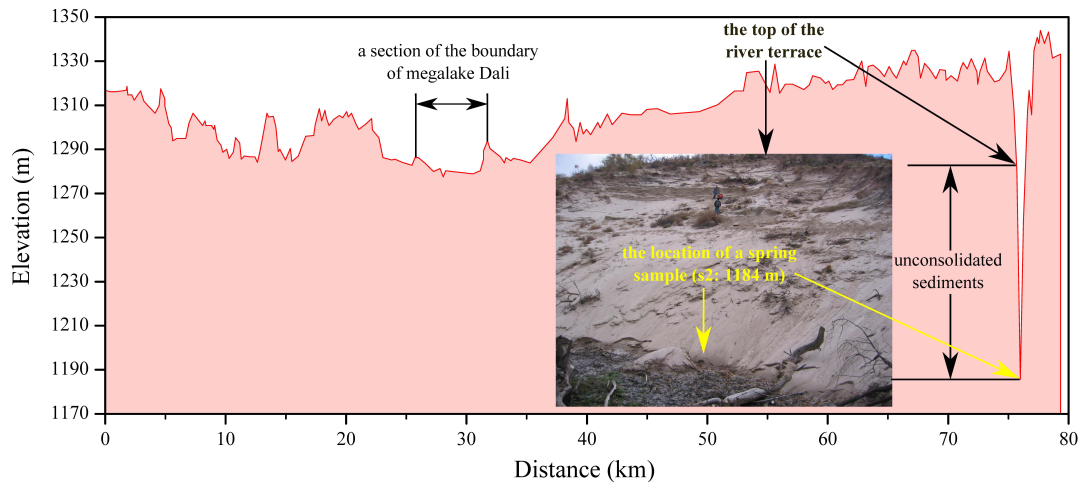 1350
1330
1310
1290
1270
1250
1230
1210
1190
1170
Elevation (m)
a section of the boundary
of megalake Dali
the top of the
river terrace
the location of a spring
sample (s2: 1184 m)
unconsolidated
sediments
0
10
20
30
40
50
60
70
80
Distance (km)